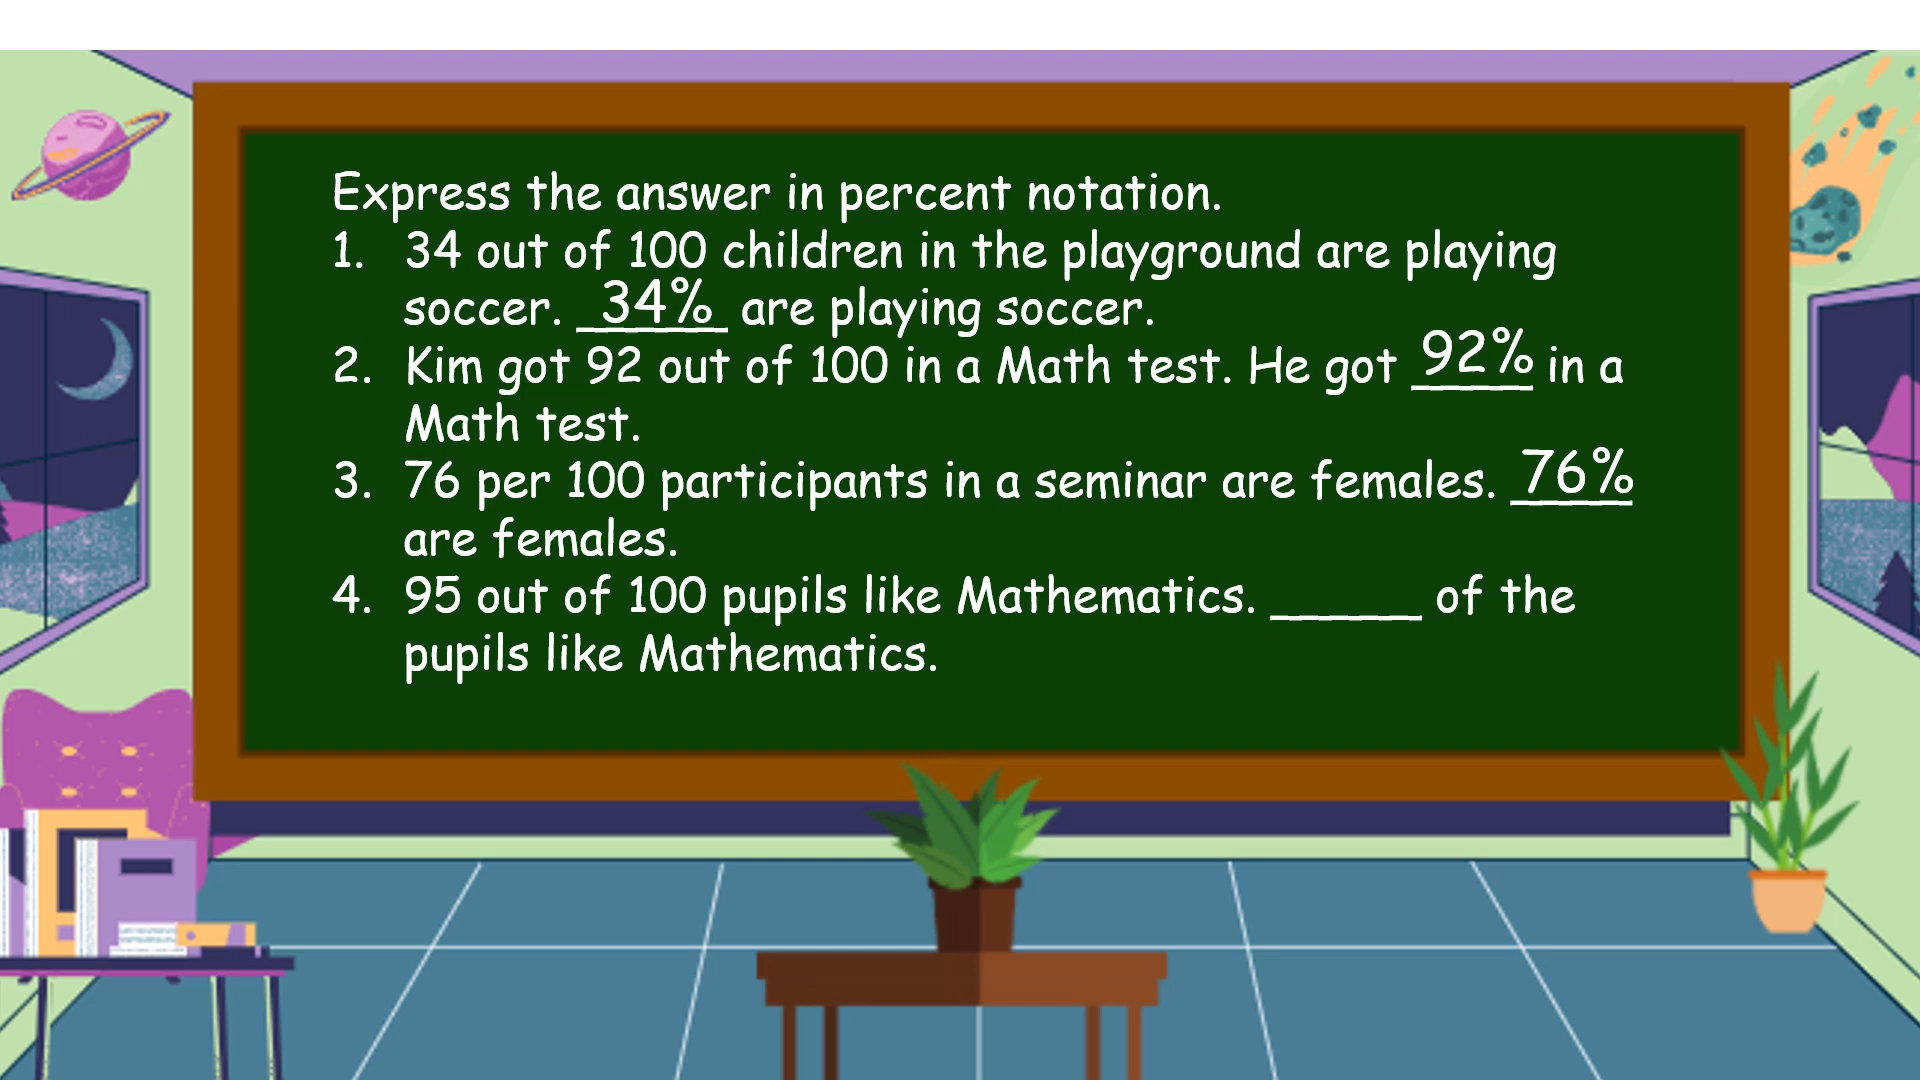 Express the answer in percent notation.
1. 34 out of 100 children in the playground are playing
soccer. 34% are playing soccer.
2. Kim got 92 out of 100 in a Math test. He got 92% in a
Math test.
3. 76 per 100 participants in a seminar are females. 76%
are females.
4. 95 out of 100 pupils like Mathematics. ______ of the
pupils like Mathematics.